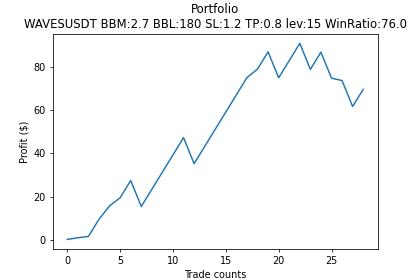 Portfolio
WAVESUSDT BBM:2.7 BBL:180 SL:1.2 TP:0.8 lev:15 WinRatio:76.0
80
60
40
20
0
Profit ($)
0 5 10 15 20 25
Trade counts